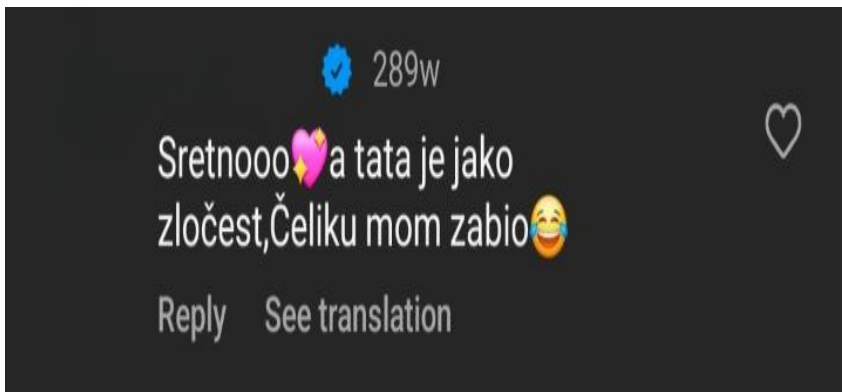 289w
Sretnooo💖a tata je jako
zločest,Čeliku mom zabio😂
Reply See translation